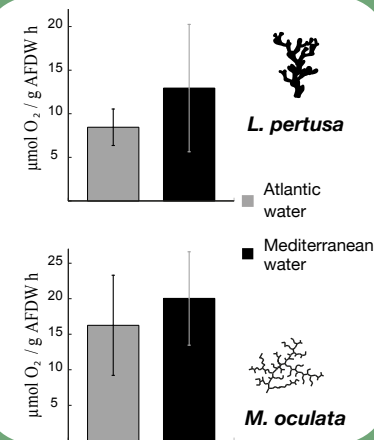 μmol O₂ / g AFDW h
20
15
10
5
L. pertusa
Atlantic
water
Mediterranean
water
μmol O₂ / g AFDW h
25
20
15
10
5
M. oculata